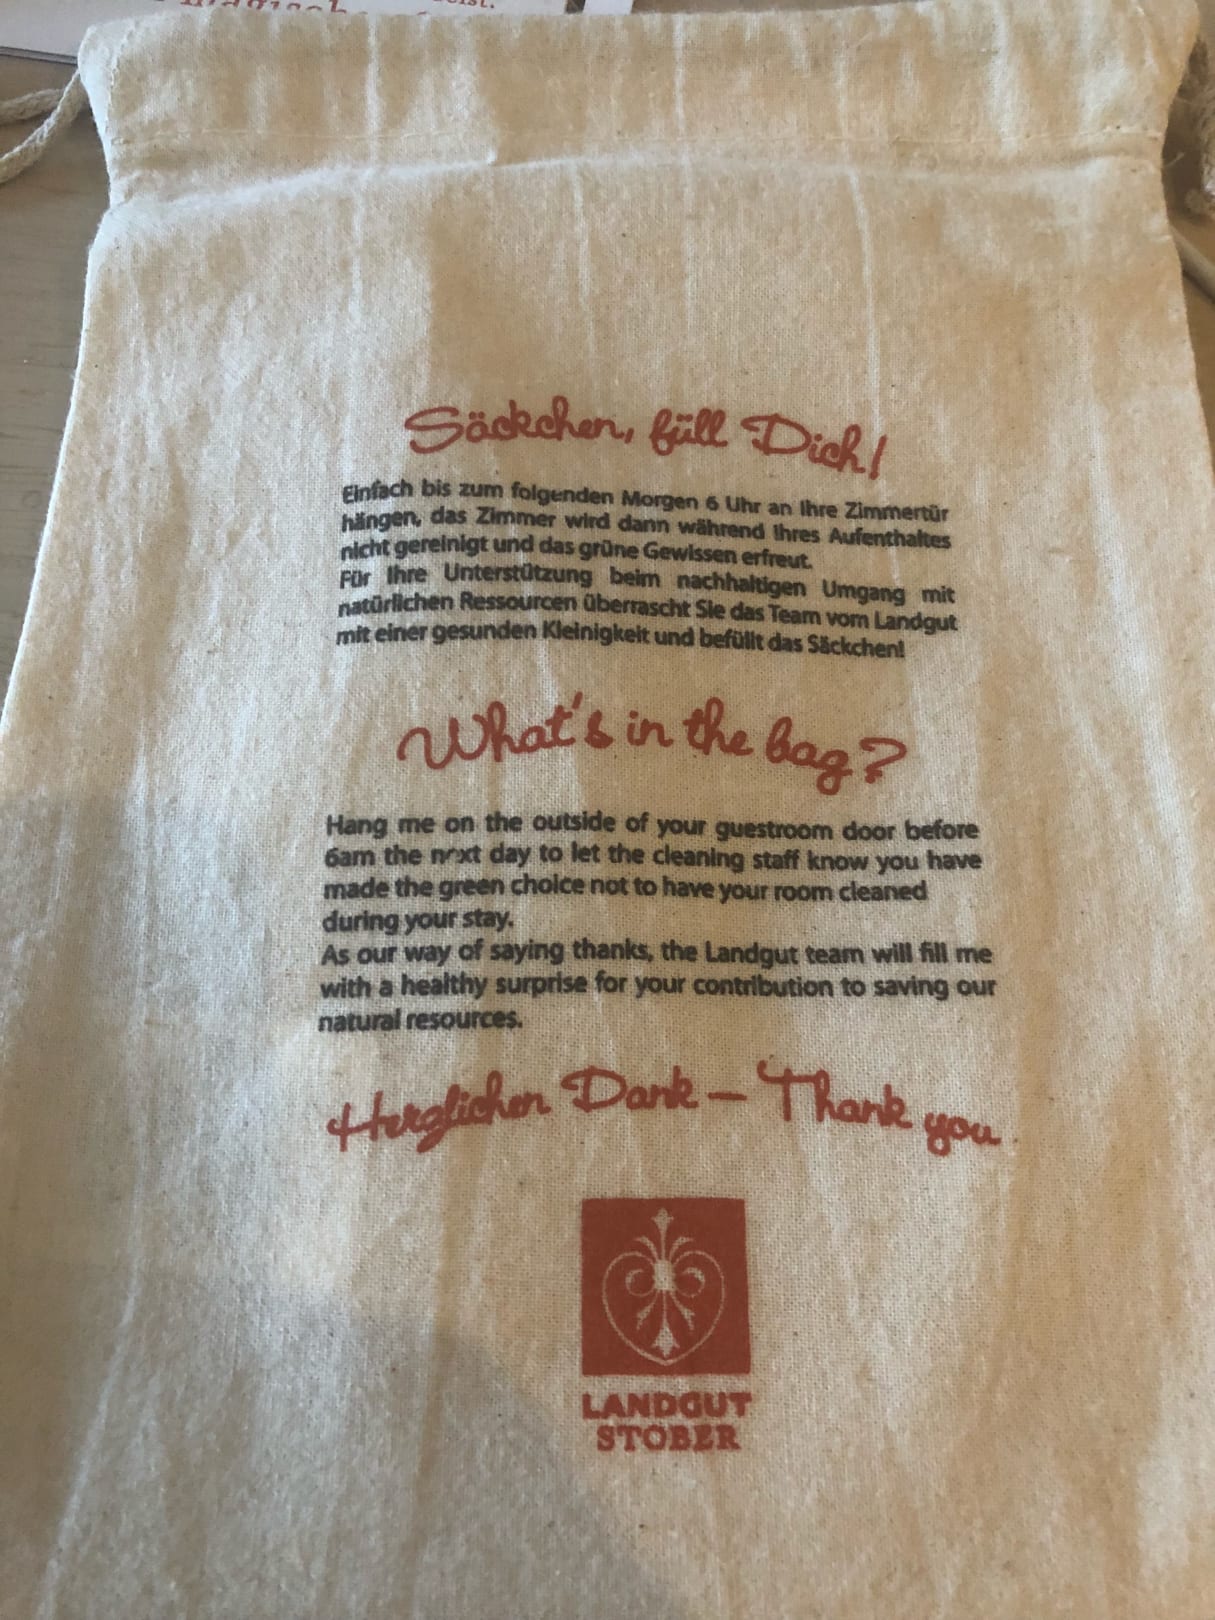 eist.
Säckchen, füll Dich!
Einfach bis zum folgenden Morgen 6 Uhr an Ihre Zimmertür
hängen, das Zimmer wird dann während Ihres Aufenthaltes
nicht gereinigt und das grüne Gewissen erfreut.
Für Ihre Unterstützung beim nachhaltigen Umgang mit
natürlichen Ressourcen überrascht Sie das Team vom Landgut
mit einer gesunden Kleinigkeit und befüllt das Säckchen!
What's in the bag?
Hang me on the outside of your guestroom door before
6am the next day to let the cleaning staff know you have
made the green choice not to have your room cleaned
during your stay.
As our way of saying thanks, the Landgut team will fill me
with a healthy surprise for your contribution to saving our
natural resources.
Herzlichen Dank – Thank you
LANDGUT
STOBER